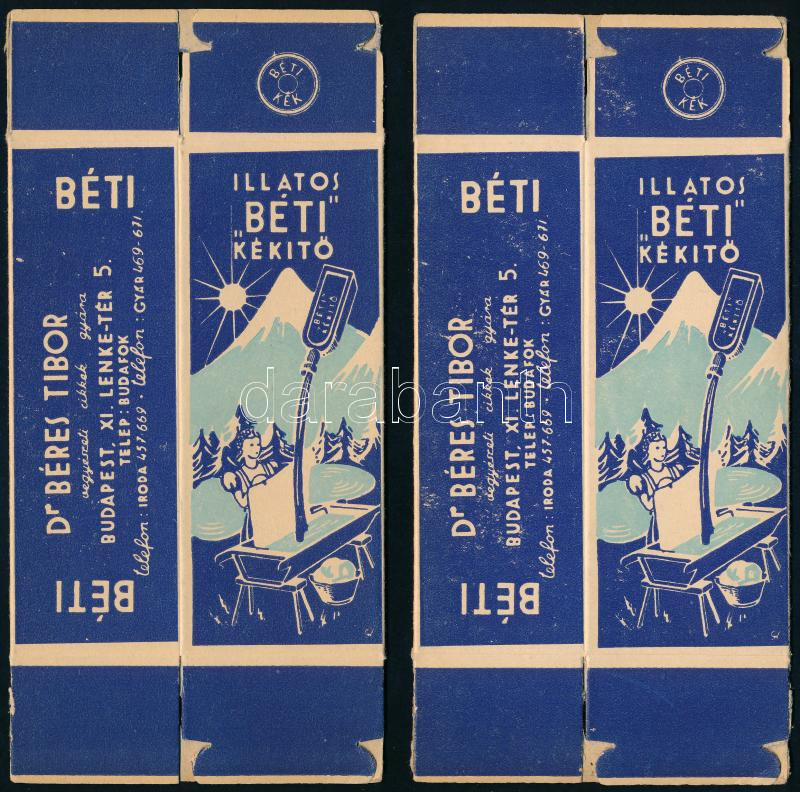 BÉTI
KÉK
BÉTI
Dr BÉRES TIBOR
vegyészeti cikkek gyára
BUDAPEST, XI. LENKE-TÉR 5.
TELEP: BUDAFOK
telefon: IRODA 457-669 · telefon: GYÁR 469-671.
BÉTI
ILLATOS
„BÉTI"
„KÉKITŐ
BÉTI
KÉKITŐ
BÉTI
KÉK
BÉTI
Dr BÉRES TIBOR
vegyészeti cikkek gyára
BUDAPEST, XI. LENKE-TÉR 5.
TELEP: BUDAFOK
telefon: IRODA 457-669 · telefon: GYÁR 469-671.
BÉTI
ILLATOS
„BÉTI"
„KÉKITŐ
BÉTI
KÉKITŐ
darabanth